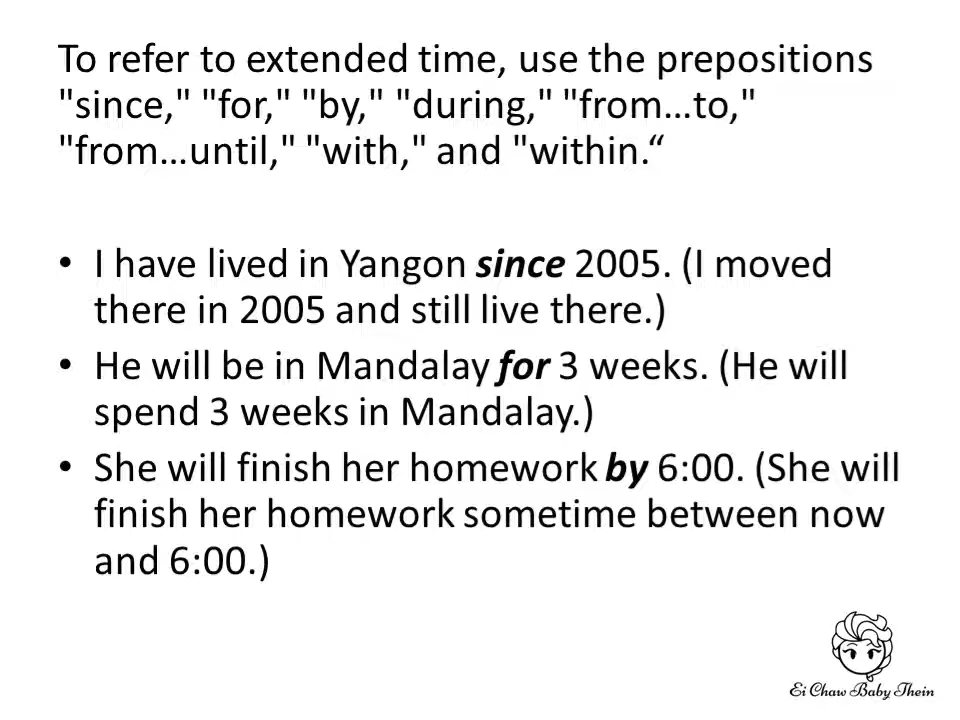 To refer to extended time, use the prepositions
"since," "for," "by," "during," "from…to,"
"from…until," "with," and "within.“
• I have lived in Yangon since 2005. (I moved
there in 2005 and still live there.)
• He will be in Mandalay for 3 weeks. (He will
spend 3 weeks in Mandalay.)
• She will finish her homework by 6:00. (She will
finish her homework sometime between now
and 6:00.)
Ei Chaw Baby Thein